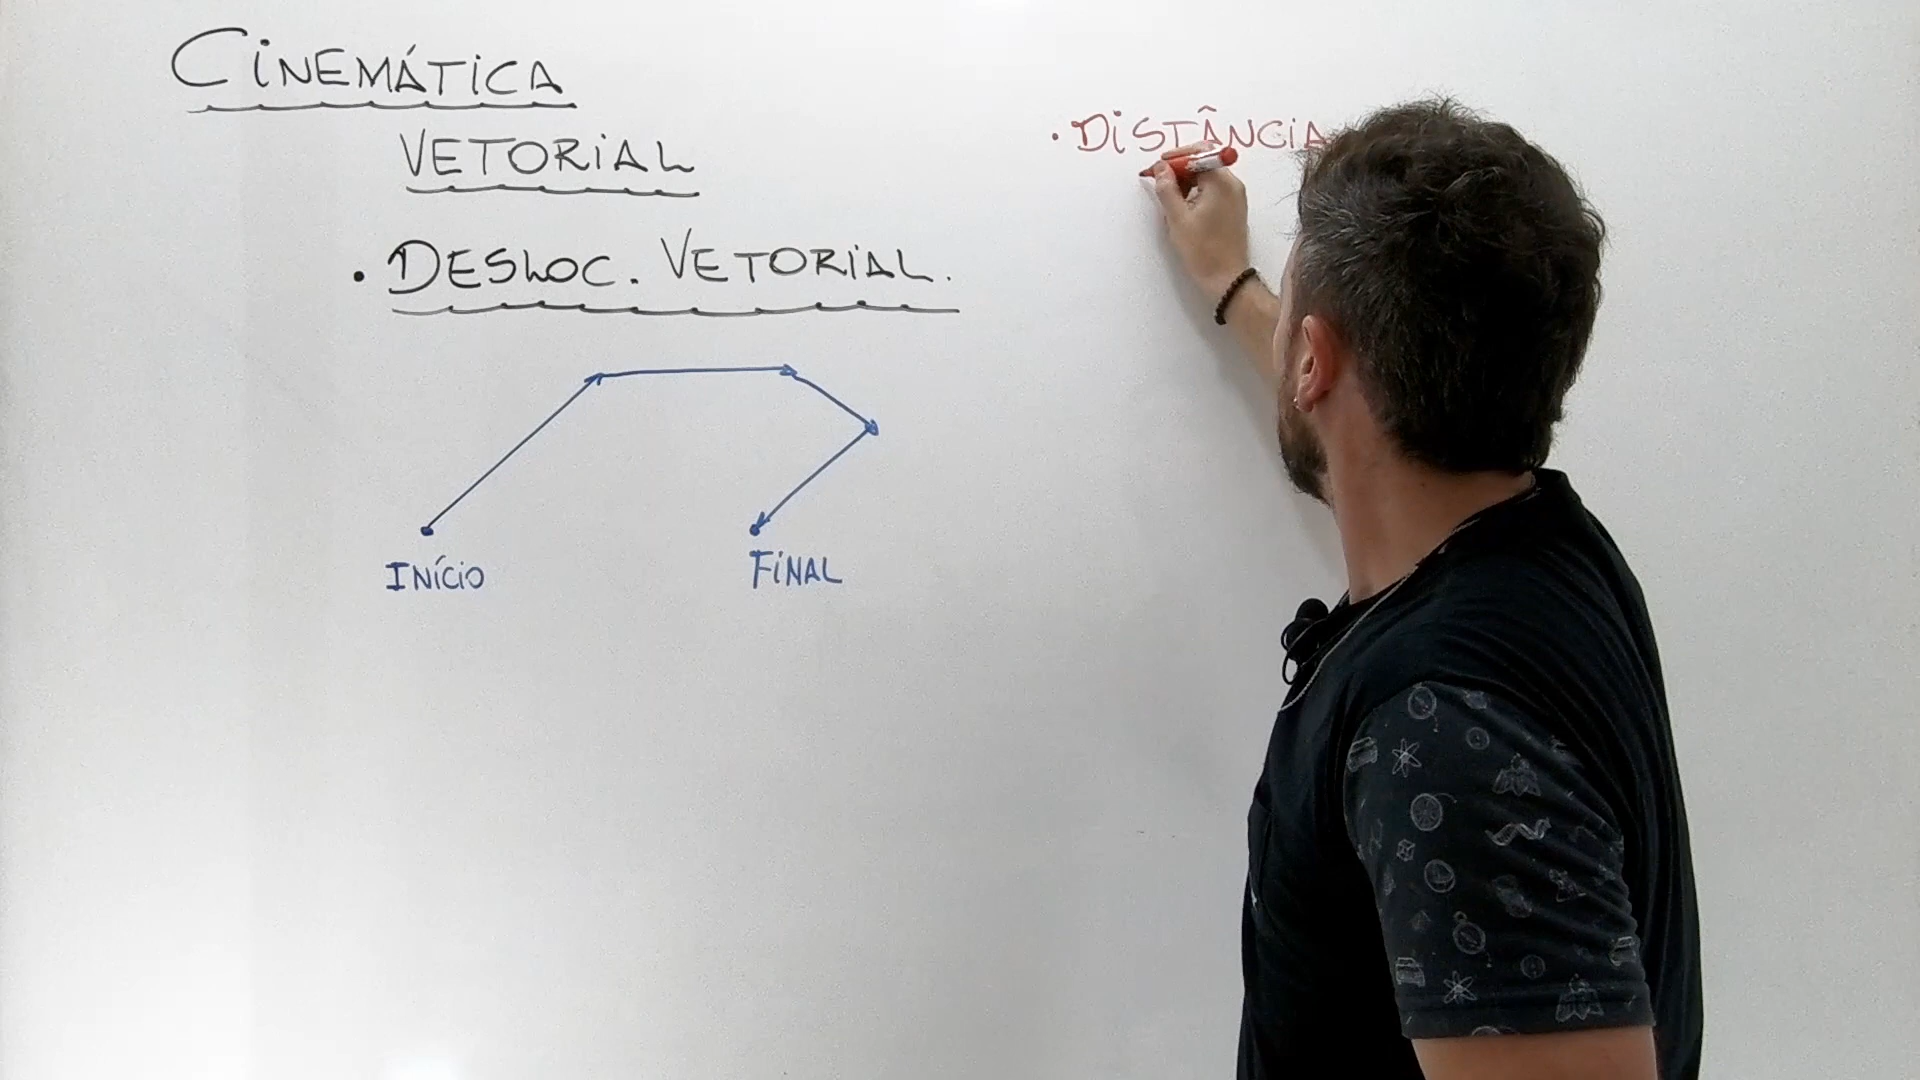 CINEMÁTICA
VETORIAL
• DESLOC. VETORIAL.
INÍCIO
FINAL
• DISTÂNCIA